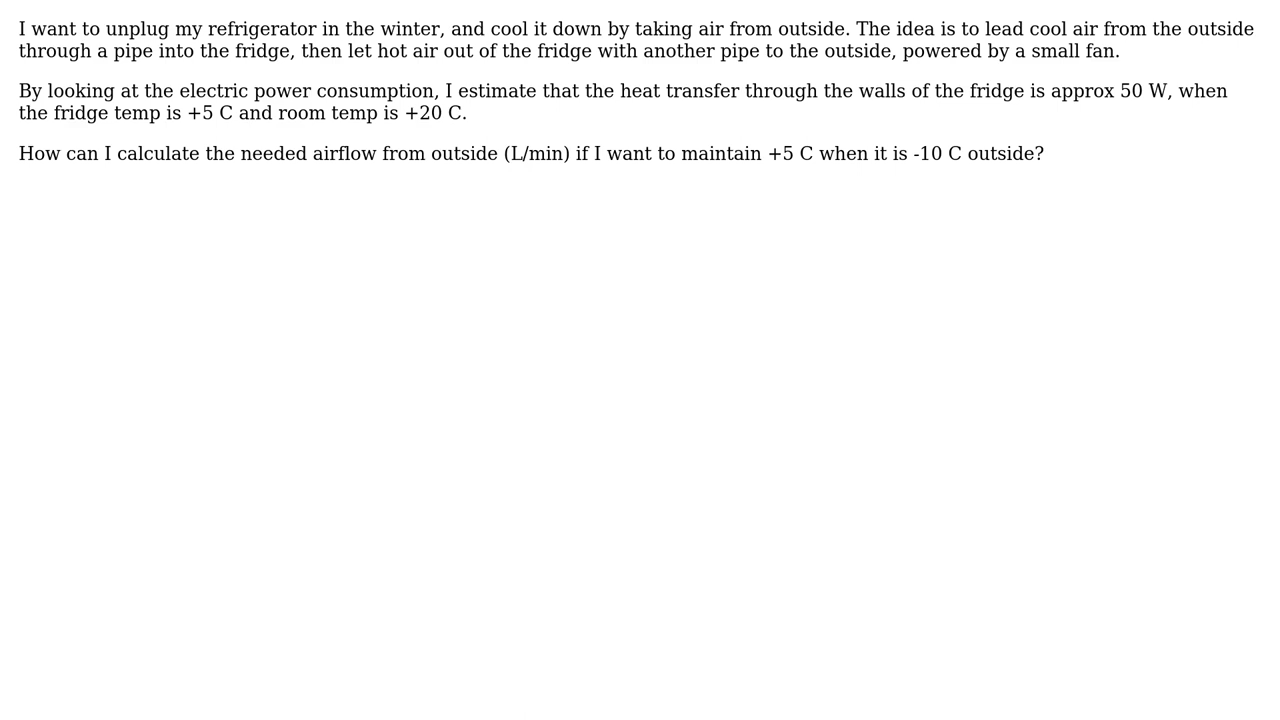 I want to unplug my refrigerator in the winter, and cool it down by taking air from outside. The idea is to lead cool air from the outside
through a pipe into the fridge, then let hot air out of the fridge with another pipe to the outside, powered by a small fan.
By looking at the electric power consumption, I estimate that the heat transfer through the walls of the fridge is approx 50 W, when
the fridge temp is +5 C and room temp is +20 C.
How can I calculate the needed airflow from outside (L/min) if I want to maintain +5 C when it is -10 C outside?